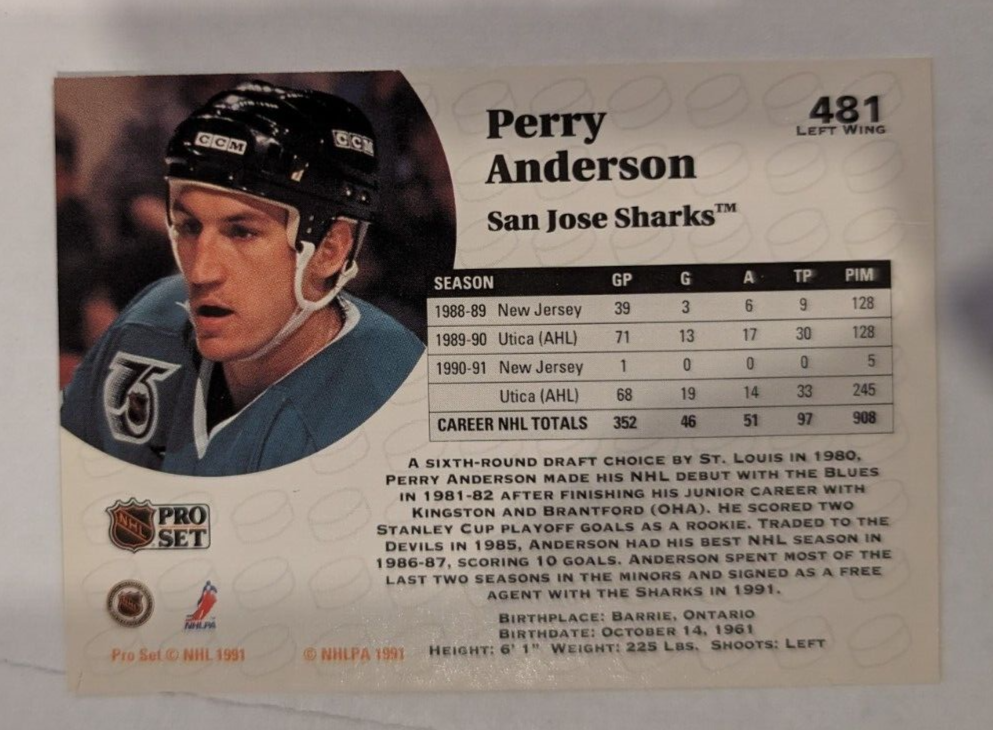 CCM
CCM
75
Perry
Anderson
San Jose Sharks™
481
LEFT WING
SEASON GP G A TP PIM
1988-89 New Jersey 39 3 6 9 128
1989-90 Utica (AHL) 71 13 17 30 128
1990-91 New Jersey 1 0 0 0 5
Utica (AHL) 68 19 14 33 245
CAREER NHL TOTALS 352 46 51 97 908
A SIXTH-ROUND DRAFT CHOICE BY ST. LOUIS IN 1980,
PERRY ANDERSON MADE HIS NHL DEBUT WITH THE BLUES
IN 1981-82 AFTER FINISHING HIS JUNIOR CAREER WITH
KINGSTON AND BRANTFORD (OHA). HE SCORED TWO
STANLEY CUP PLAYOFF GOALS AS A ROOKIE. TRADED TO THE
DEVILS IN 1985, ANDERSON HAD HIS BEST NHL SEASON IN
1986-87, SCORING 10 GOALS. ANDERSON SPENT MOST OF THE
LAST TWO SEASONS IN THE MINORS AND SIGNED AS A FREE
AGENT WITH THE SHARKS IN 1991.
BIRTHPLACE: BARRIE, ONTARIO
BIRTHDATE: OCTOBER 14, 1961
HEIGHT: 6' 1" WEIGHT: 225 LBS. SHOOTS: LEFT
NHL PRO
SET
NHLPA
Pro Set © NHL 1991 © NHLPA 1991